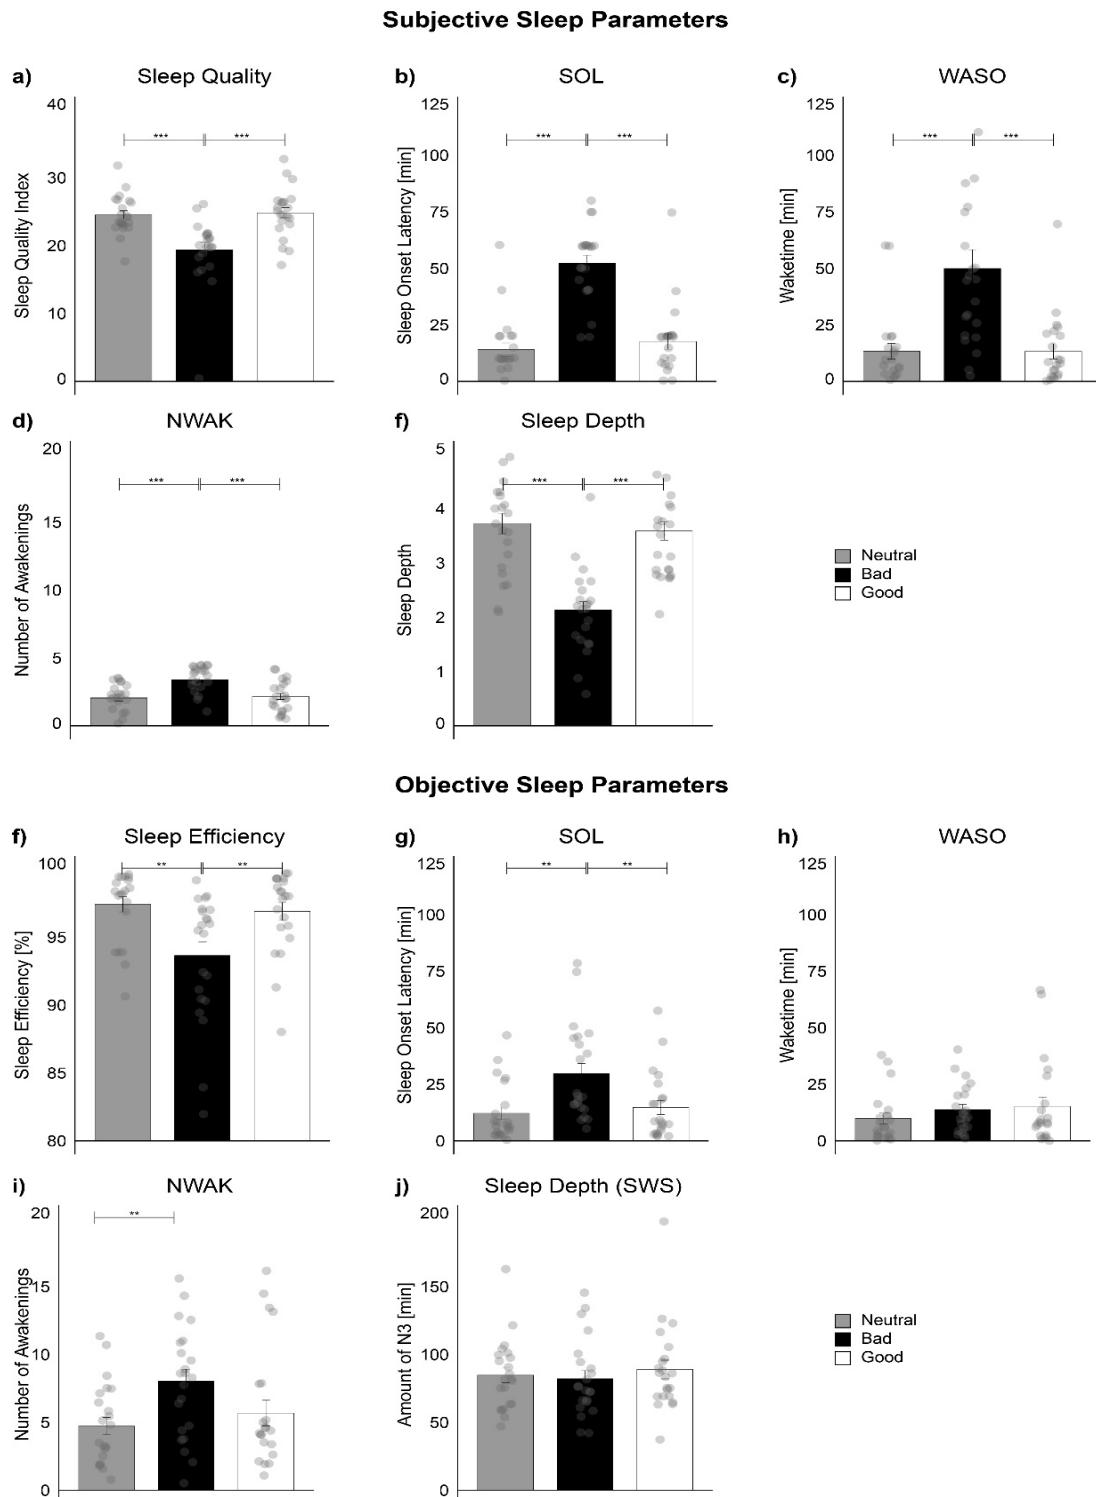 Subjective Sleep Parameters
a) Sleep Quality
40
30
20
10
0
Sleep Quality Index
*** ***
b) SOL
125
100
75
50
25
0
Sleep Onset Latency [min]
*** ***
c) WASO
125
100
75
50
25
0
Waketime [min]
*** ***
d) NWAK
20
15
10
5
0
Number of Awakenings
*** ***
f) Sleep Depth
5
4
3
2
1
0
Sleep Depth
*** ***
Neutral
Bad
Good
Objective Sleep Parameters
f) Sleep Efficiency
100
95
90
85
80
Sleep Efficiency [%]
** **
g) SOL
125
100
75
50
25
0
Sleep Onset Latency [min]
** **
h) WASO
125
100
75
50
25
0
Waketime [min]
i) NWAK
20
15
10
5
0
Number of Awakenings
**
j) Sleep Depth (SWS)
200
150
100
50
0
Amount of N3 [min]
Neutral
Bad
Good